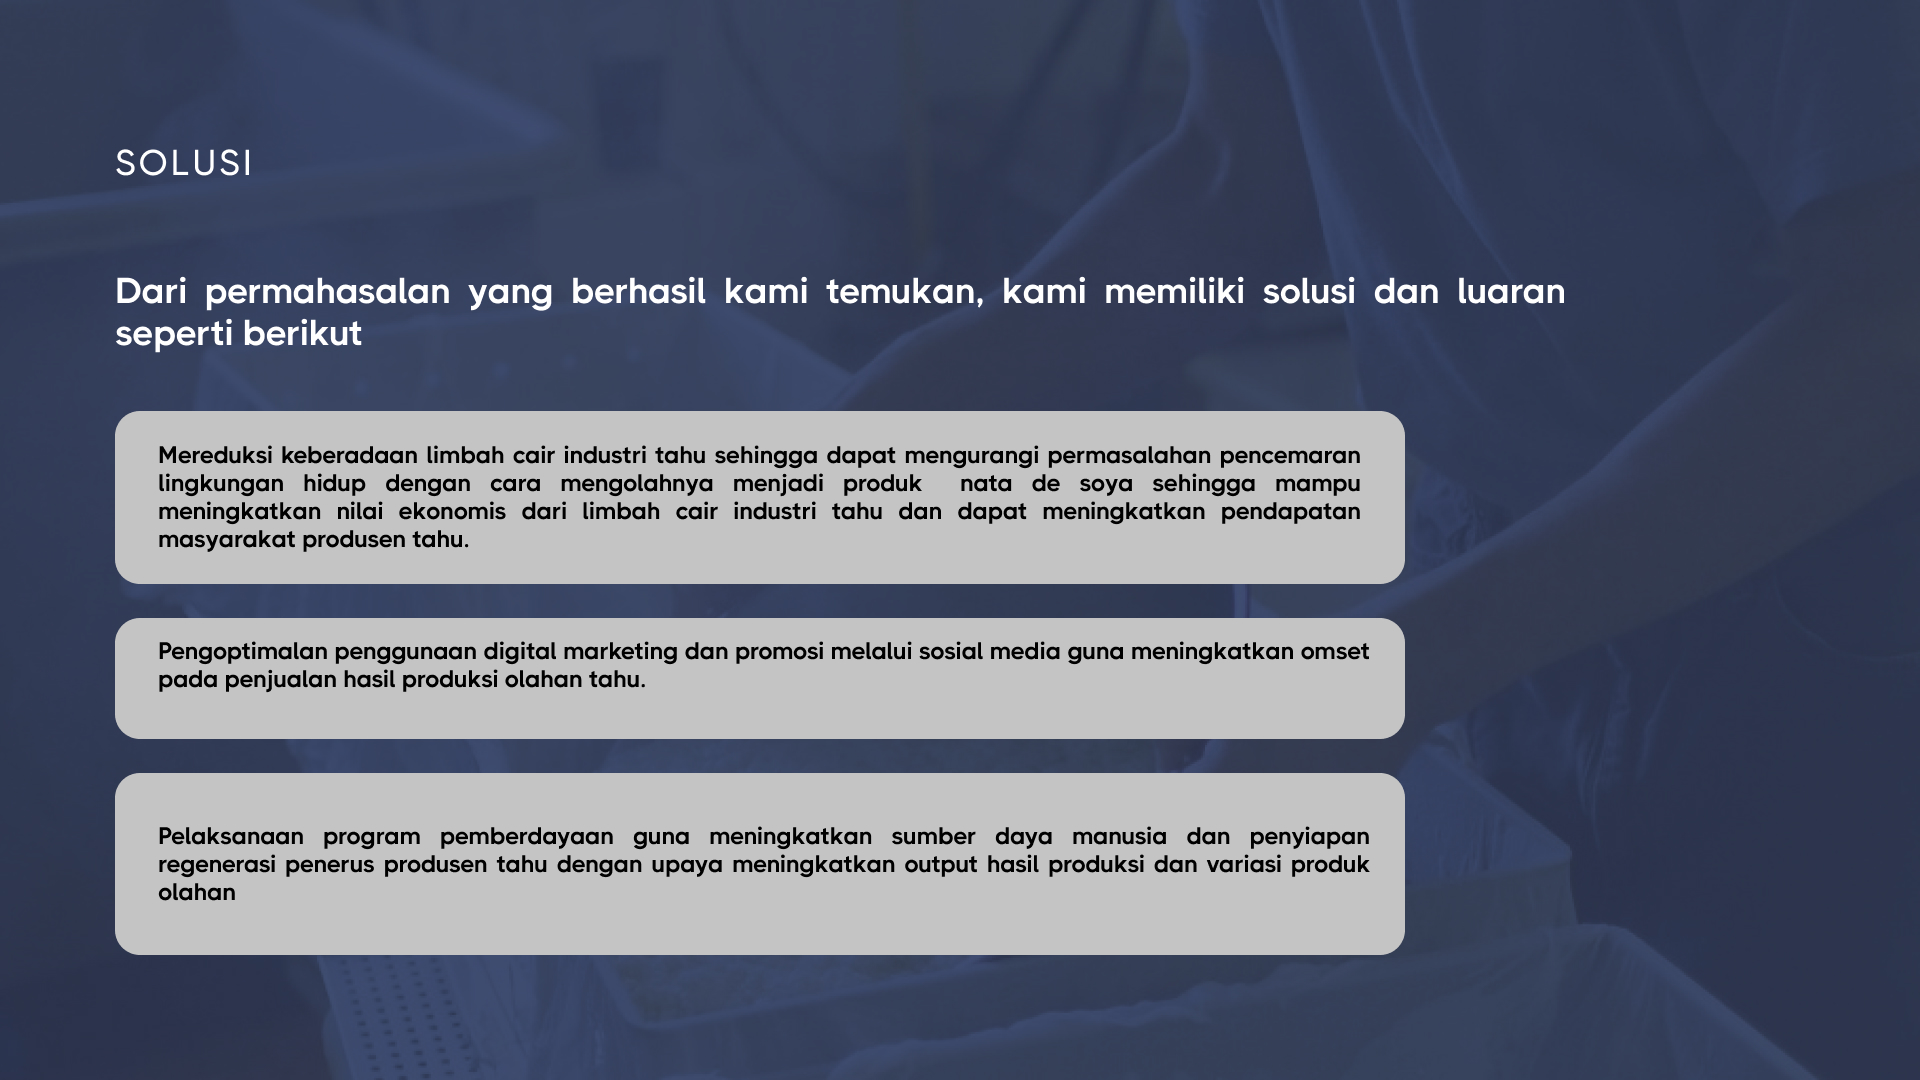 SOLUSI
Dari permahasalan yang berhasil kami temukan, kami memiliki solusi dan luaran
seperti berikut
Mereduksi keberadaan limbah cair industri tahu sehingga dapat mengurangi permasalahan pencemaran
lingkungan hidup dengan cara mengolahnya menjadi produk nata de soya sehingga mampu
meningkatkan nilai ekonomis dari limbah cair industri tahu dan dapat meningkatkan pendapatan
masyarakat produsen tahu.
Pengoptimalan penggunaan digital marketing dan promosi melalui sosial media guna meningkatkan omset
pada penjualan hasil produksi olahan tahu.
Pelaksanaan program pemberdayaan guna meningkatkan sumber daya manusia dan penyiapan
regenerasi penerus produsen tahu dengan upaya meningkatkan output hasil produksi dan variasi produk
olahan